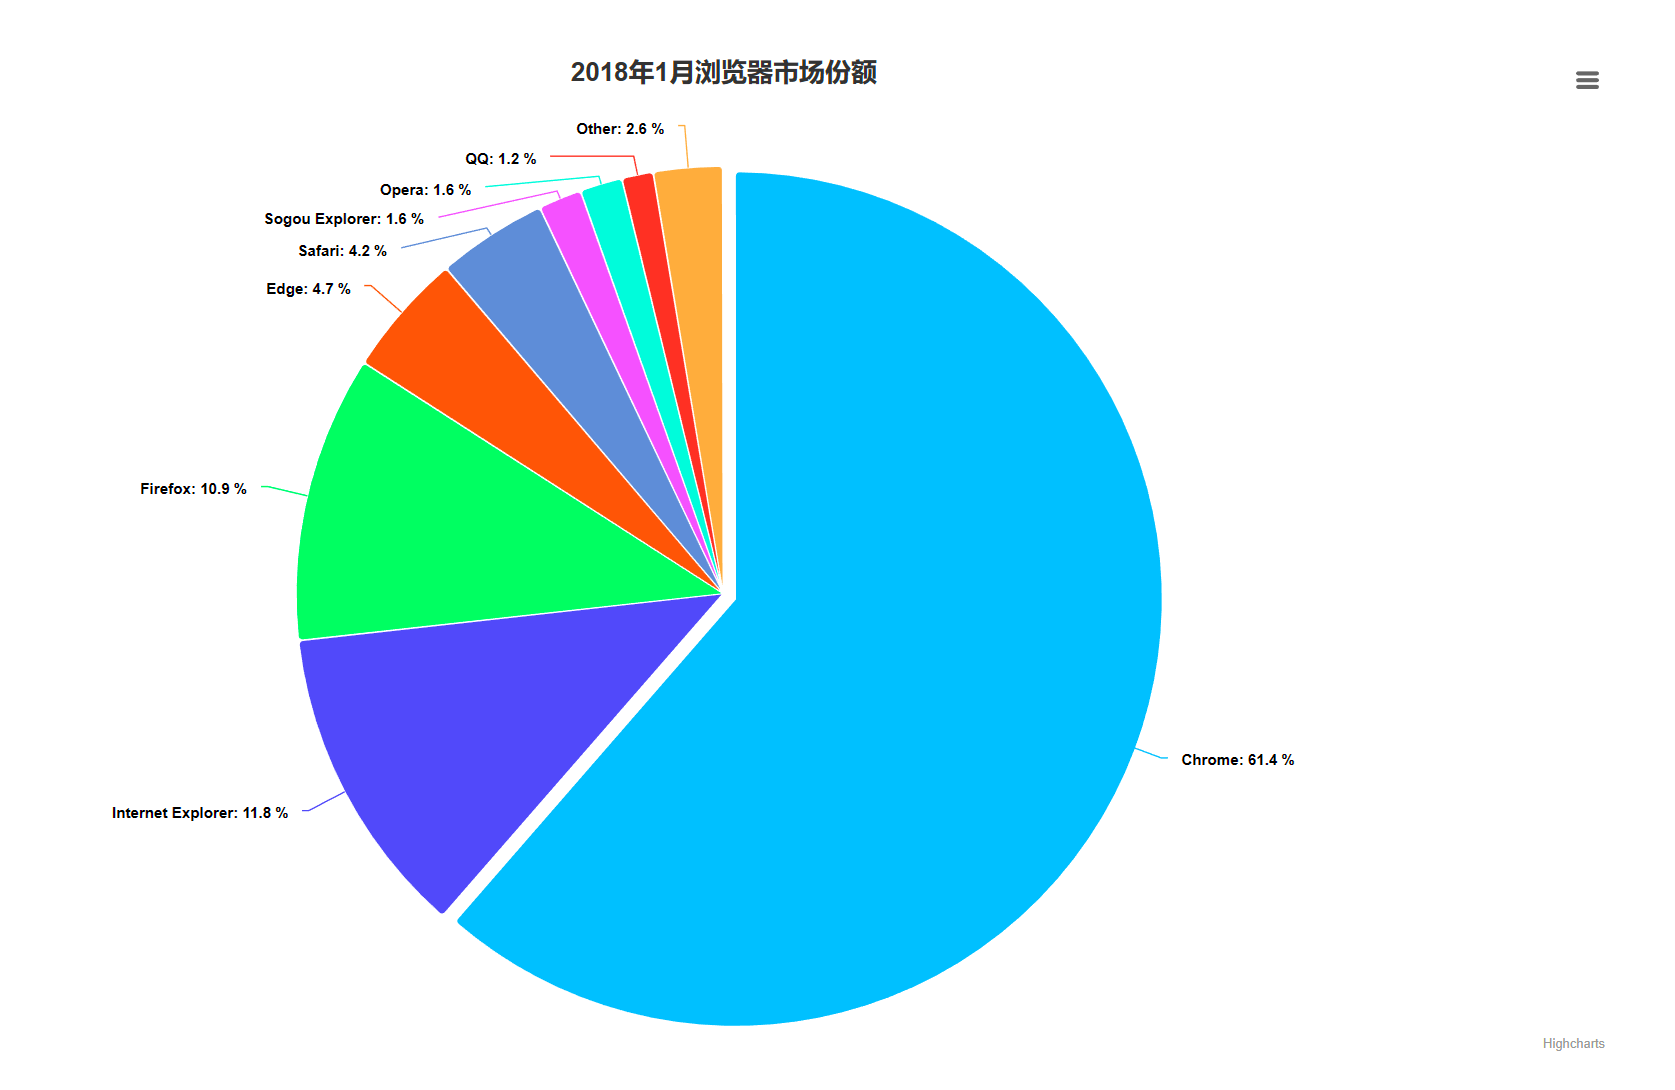 2018年1月浏览器市场份额
Other: 2.6 %
QQ: 1.2 %
Opera: 1.6 %
Sogou Explorer: 1.6 %
Safari: 4.2 %
Edge: 4.7 %
Firefox: 10.9 %
Chrome: 61.4 %
Internet Explorer: 11.8 %
Highcharts